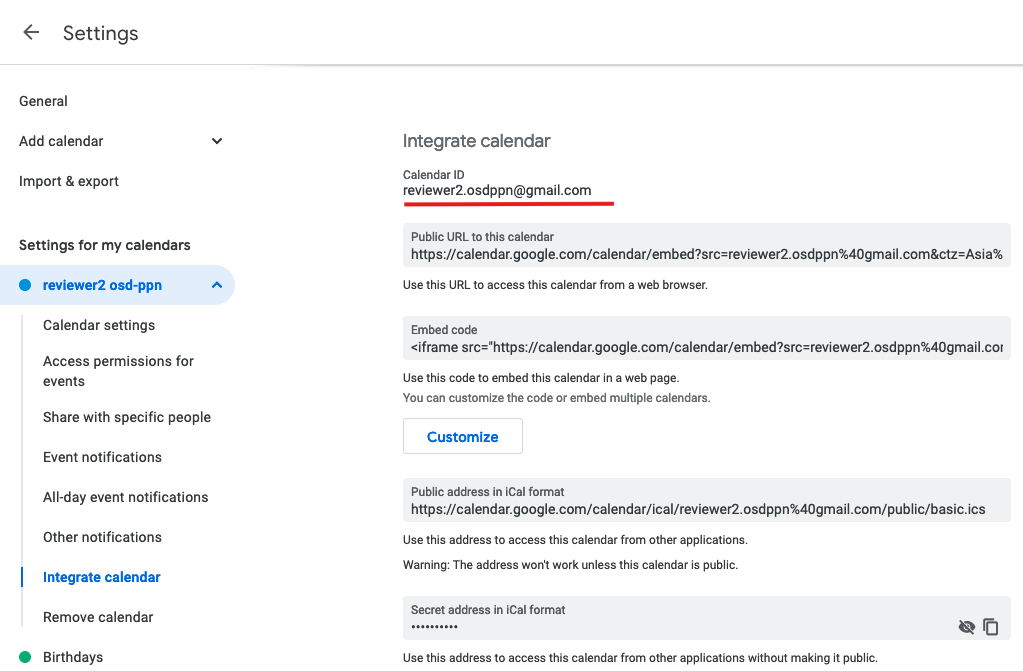 Settings
General
Add calendar
Import & export
Settings for my calendars
reviewer2 osd-ppn
Calendar settings
Access permissions for
events
Share with specific people
Event notifications
All-day event notifications
Other notifications
Integrate calendar
Remove calendar
Birthdays
Integrate calendar
Calendar ID
reviewer2.osdppn@gmail.com
Public URL to this calendar
https://calendar.google.com/calendar/embed?src=reviewer2.osdppn%40gmail.com&ctz=Asia%
Use this URL to access this calendar from a web browser.
Embed code
<iframe src="https://calendar.google.com/calendar/embed?src=reviewer2.osdppn%40gmail.cor
Use this code to embed this calendar in a web page.
You can customize the code or embed multiple calendars.
Customize
Public address in iCal format
https://calendar.google.com/calendar/ical/reviewer2.osdppn%40gmail.com/public/basic.ics
Use this address to access this calendar from other applications.
Warning: The address won't work unless this calendar is public.
Secret address in iCal format
••••••••••
Use this address to access this calendar from other applications without making it public.